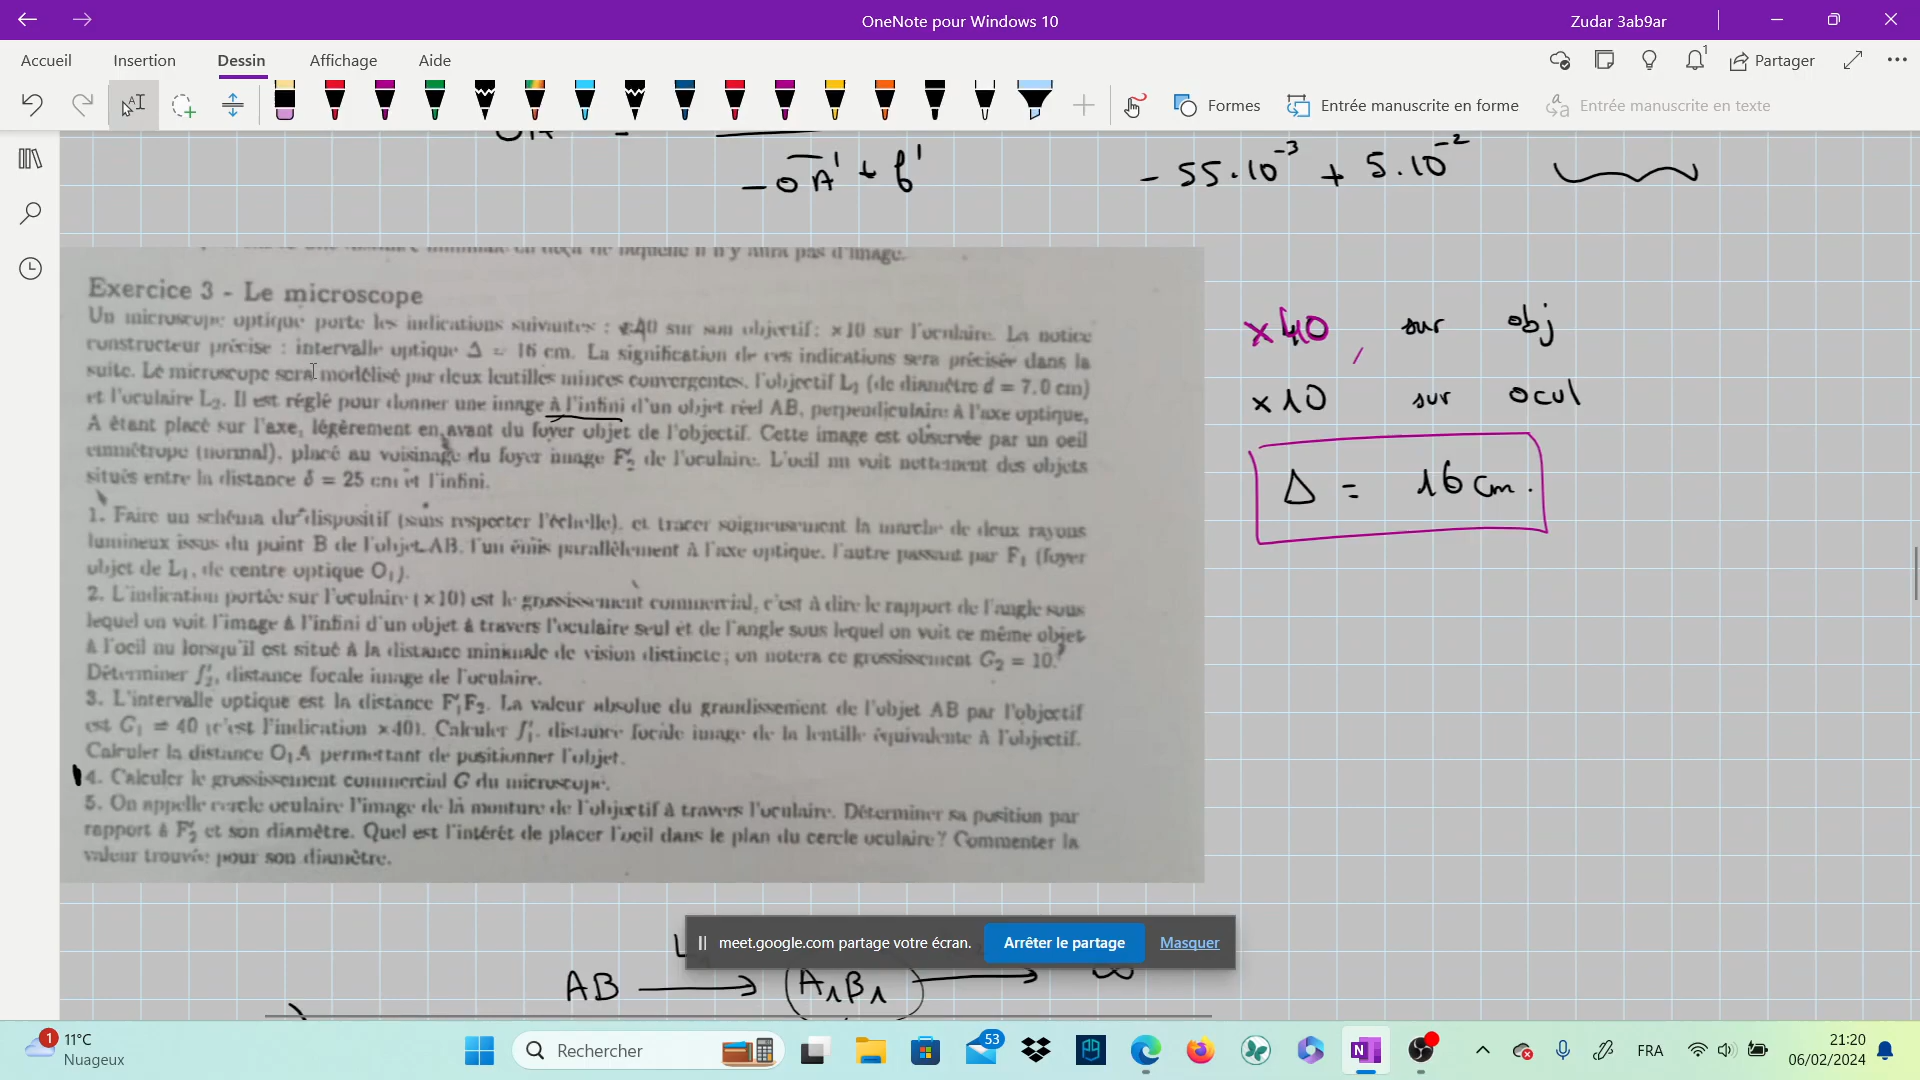 OneNote pour Windows 10
Zudar 3ab9ar
Accueil
Insertion
Dessin
Affichage
Aide
1
Partager
Formes
Entrée manuscrite en forme
Entrée manuscrite en texte
- OA' + f'
- 55.10⁻³ + 5.10⁻²
il n'y aura pas d'image.
Exercice 3 - Le microscope
Un microscope optique porte les indications suivantes : ×40 sur son objectif; ×10 sur l'oculaire. La notice
constructeur précise : intervalle optique Δ = 16 cm. La signification de ces indications sera précisée dans la
suite. Le microscope sera modélisé par deux lentilles minces convergentes, l'objectif L₁ (de diamètre d = 7.0 cm)
et l'oculaire L₂. Il est réglé pour donner une image à l'infini d'un objet réel AB, perpendiculaire à l'axe optique,
A étant placé sur l'axe, légèrement en avant du foyer objet de l'objectif. Cette image est observée par un oeil
emmétrope (normal), placé au voisinage du foyer image F₂' de l'oculaire. L'oeil nu voit nettement des objets
situés entre la distance δ = 25 cm et l'infini.
1. Faire un schéma du dispositif (sans respecter l'échelle), et tracer soigneusement la marche de deux rayons
lumineux issus du point B de l'objet AB, l'un émis parallèlement à l'axe optique, l'autre passant par F₁ (foyer
objet de L₁, de centre optique O₁).
2. L'indication portée sur l'oculaire (×10) est le grossissement commercial, c'est à dire le rapport de l'angle sous
lequel on voit l'image à l'infini d'un objet à travers l'oculaire seul et de l'angle sous lequel on voit ce même objet
à l'oeil nu lorsqu'il est situé à la distance minimale de vision distincte; on notera ce grossissement G₂ = 10.
Déterminer f₂', distance focale image de l'oculaire.
3. L'intervalle optique est la distance F₁'F₂. La valeur absolue du grandissement de l'objet AB par l'objectif
est G₁ = 40 (c'est l'indication ×40). Calculer f₁', distance focale image de la lentille équivalente à l'objectif.
Calculer la distance O₁A permettant de positionner l'objet.
4. Calculer le grossissement commercial G du microscope.
5. On appelle cercle oculaire l'image de la monture de l'objectif à travers l'oculaire. Déterminer sa position par
rapport à F₂' et son diamètre. Quel est l'intérêt de placer l'oeil dans le plan du cercle oculaire? Commenter la
valeur trouvée pour son diamètre.
×40 sur obj
×10 sur ocul
Δ = 16 cm.
meet.google.com partage votre écran.
Arrêter le partage
Masquer
AB → (A₁B₁ → ∞
1
11°C
Nuageux
Rechercher
53
FRA
21:20
06/02/2024